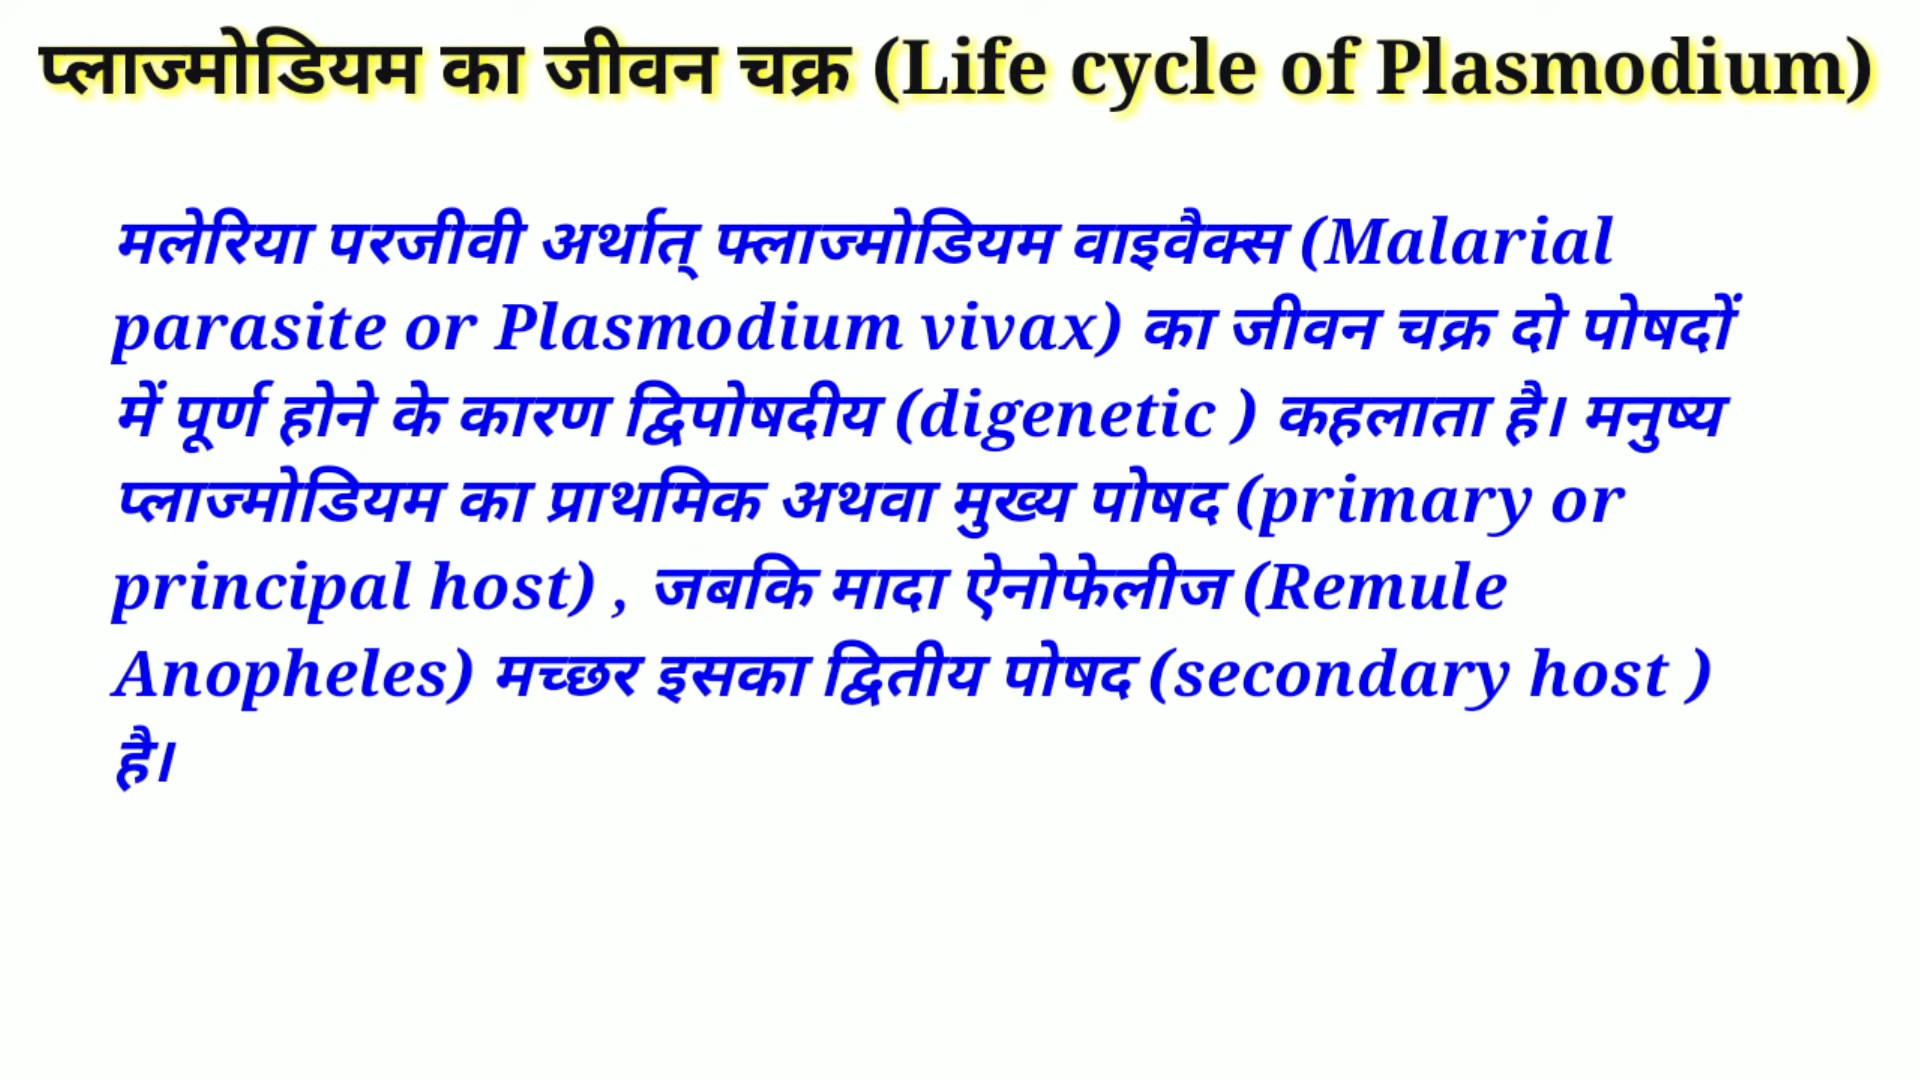 प्लाज्मोडियम का जीवन चक्र (Life cycle of Plasmodium)
मलेरिया परजीवी अर्थात् फ्लाज्मोडियम वाइवैक्स (Malarial
parasite or Plasmodium vivax) का जीवन चक्र दो पोषदों
में पूर्ण होने के कारण द्विपोषदीय (digenetic ) कहलाता है। मनुष्य
प्लाज्मोडियम का प्राथमिक अथवा मुख्य पोषद (primary or
principal host) , जबकि मादा ऐनोफेलीज (Remule
Anopheles) मच्छर इसका द्वितीय पोषद (secondary host )
है।